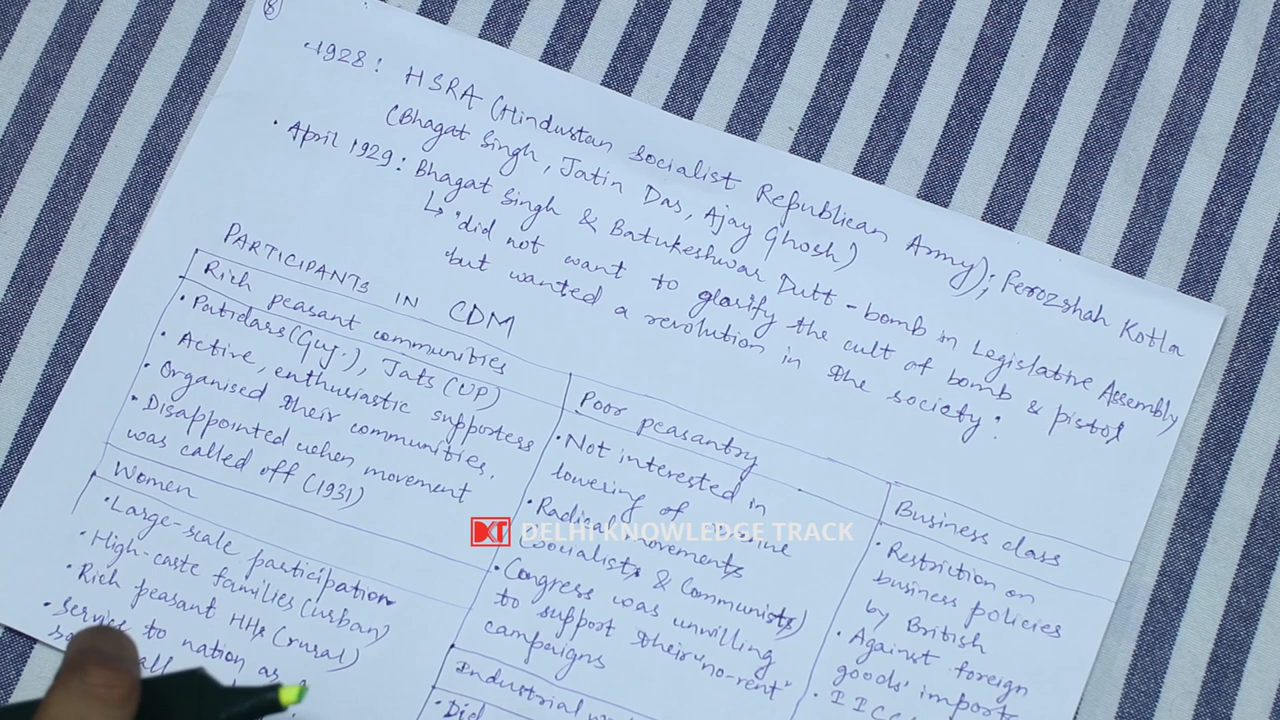 8
• 1928: HSRA (Hindustan Socialist Republican Army); Ferozshah Kotla
(Bhagat Singh, Jatin Das, Ajay Ghosh)
• April 1929: Bhagat Singh & Batukeshwar Dutt - bomb in Legislative Assembly
↳ "did not want to glorify the cult of bomb & pistol
but wanted a revolution in the society.
PARTICIPANTS IN CDM
Rich peasant communities
• Patidars (Guj.), Jats (UP)
• Active, enthusiastic supporters
• Organised their communities.
• Disappointed when movement
was called off (1931)
Poor peasantry
• Not interested in
lowering of
• Radical movements
(Socialists & Communists)
• Congress was unwilling
to support their "no-rent"
campaigns
Business class
• Restriction on
business policies
by British
• Against foreign
goods' imports
Women
• Large-scale participation
• High-caste families (urban)
• Rich peasant HHs (rural)
• Service to nation as
Industrial
• Did
DKT DELHI KNOWLEDGE TRACK